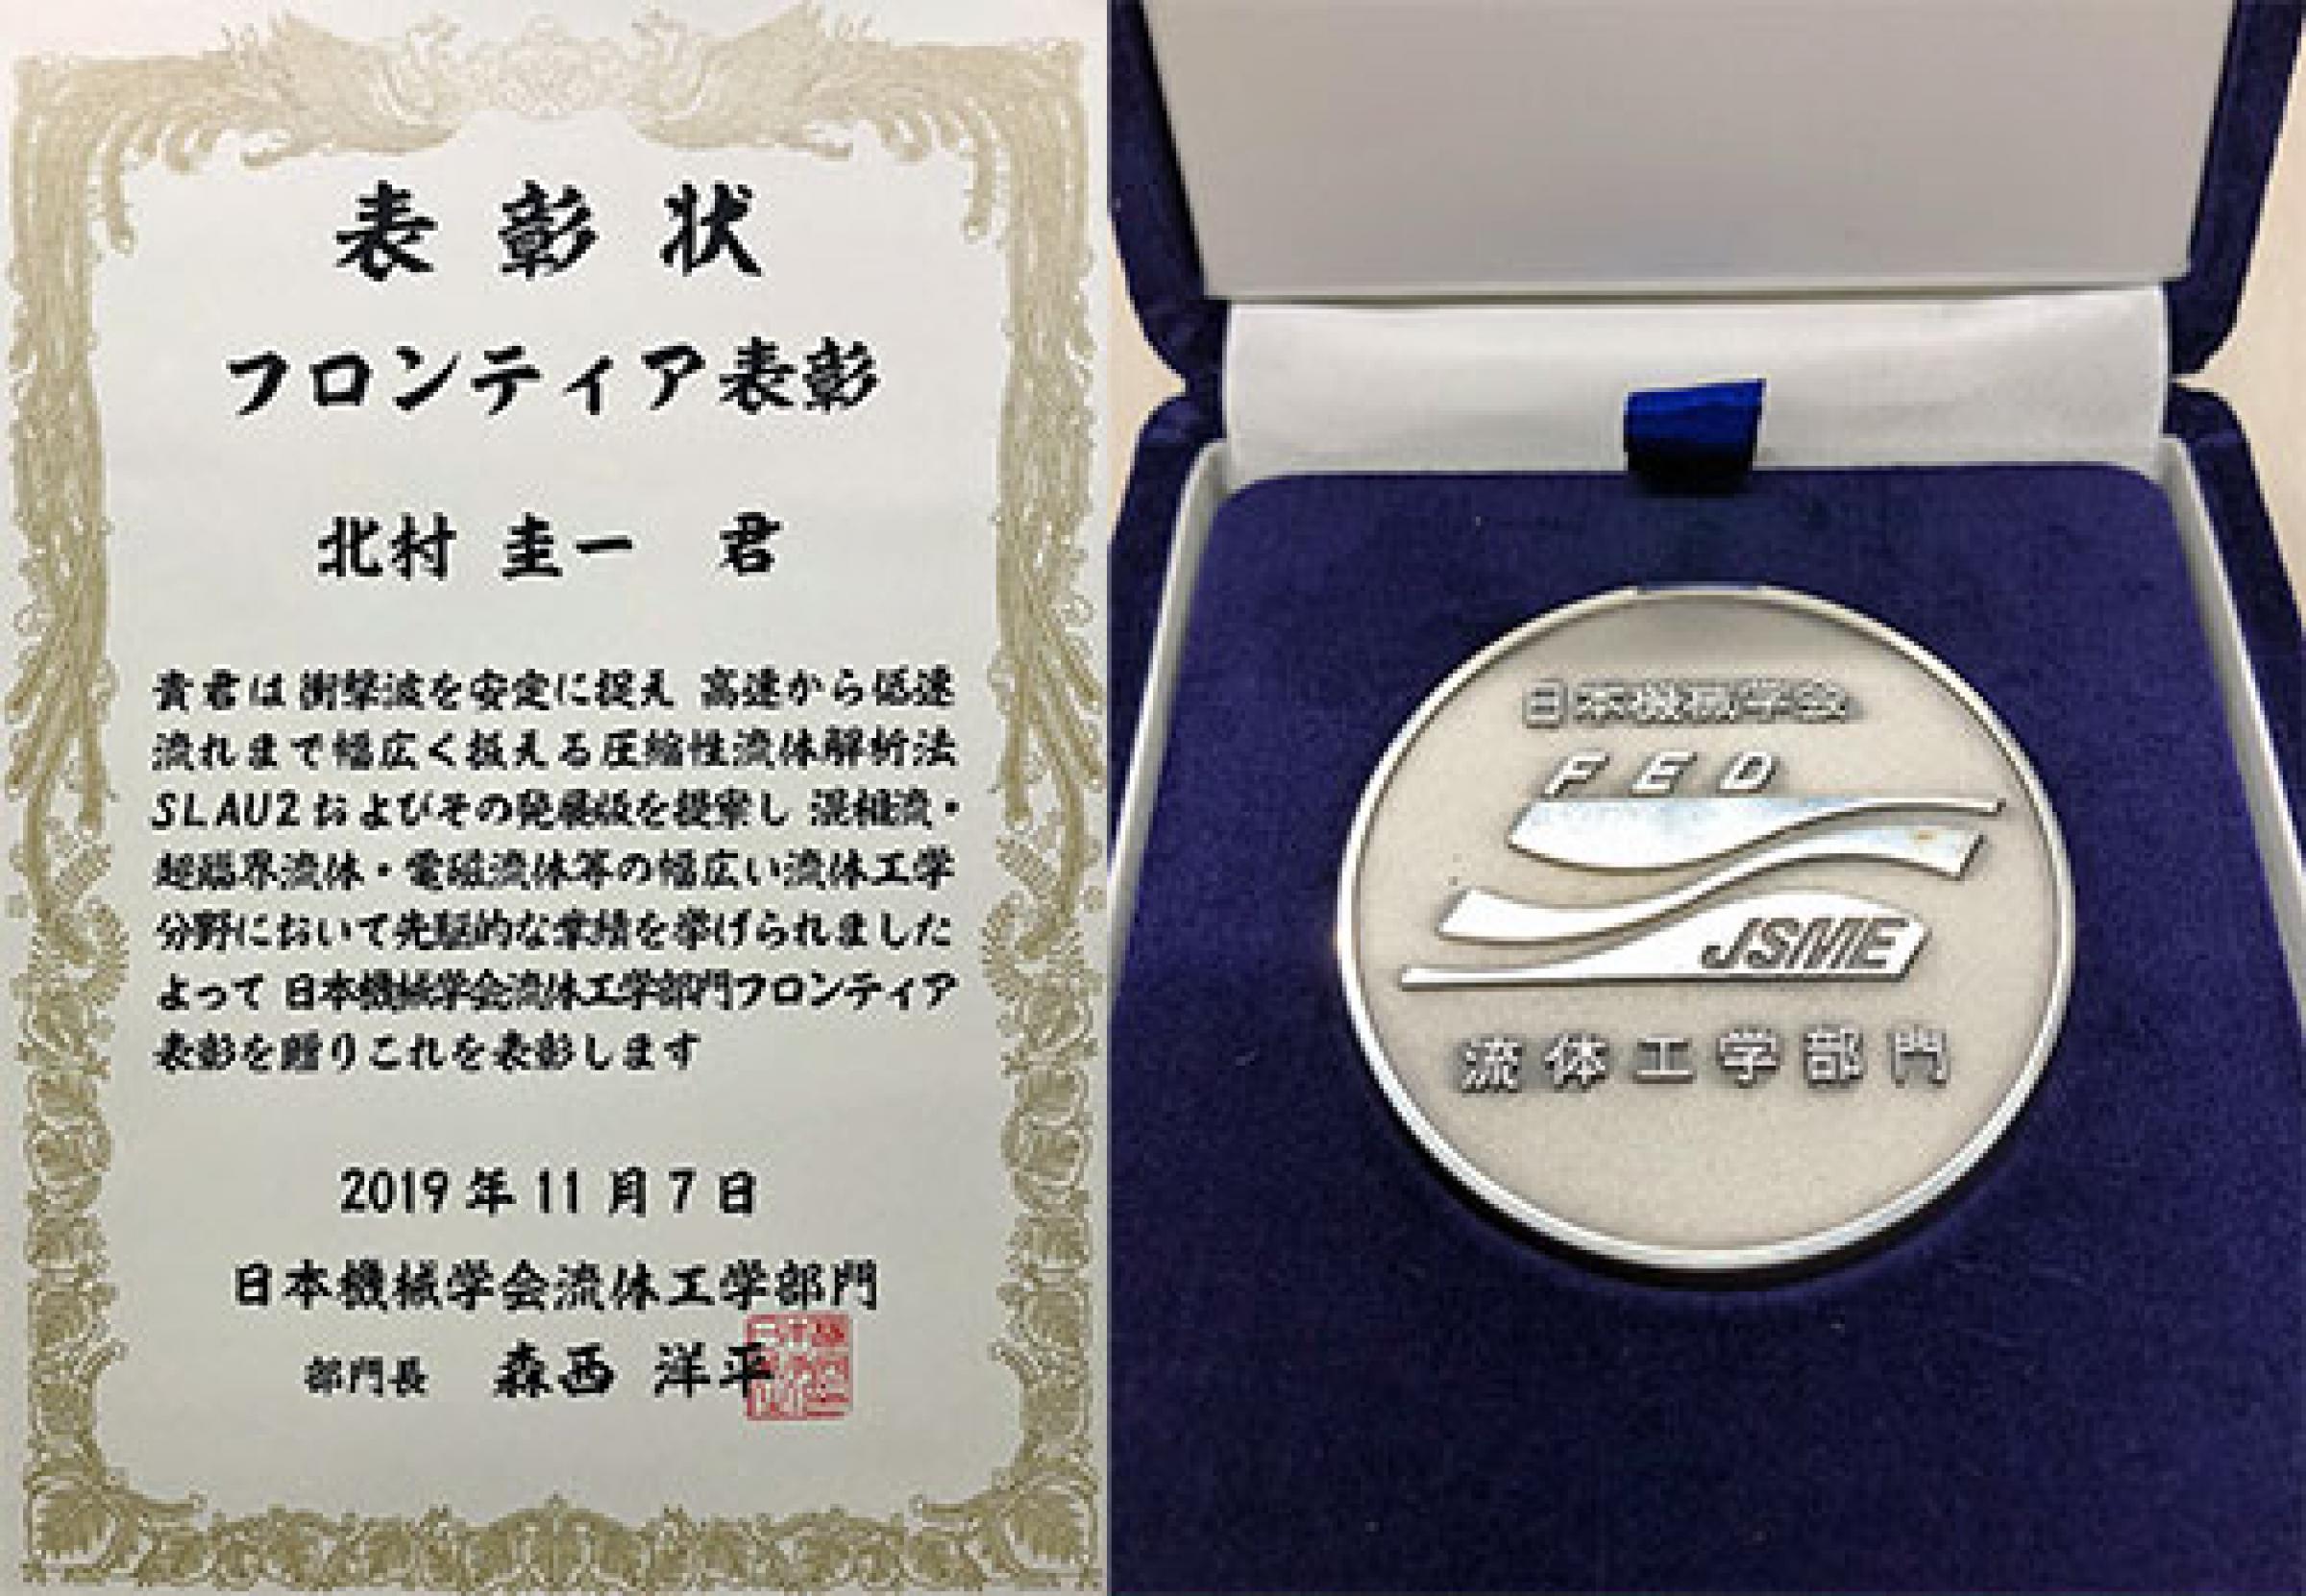 表彰状
フロンティア表彰
北村 圭一 君
貴君は衝撃波を安定に捉え 高速から低速
流れまで幅広く扱える圧縮性流体解析法
SLAU2およびその発展版を提案し 混相流・
超臨界流体・電磁流体等の幅広い流体工学
分野において先駆的な業績を挙げられました
よって 日本機械学会流体工学部門フロンティア
表彰を贈りこれを表彰します
2019年11月7日
日本機械学会流体工学部門
部門長 森西 洋平
日本機械学会
FED
JSME
流体工学部門